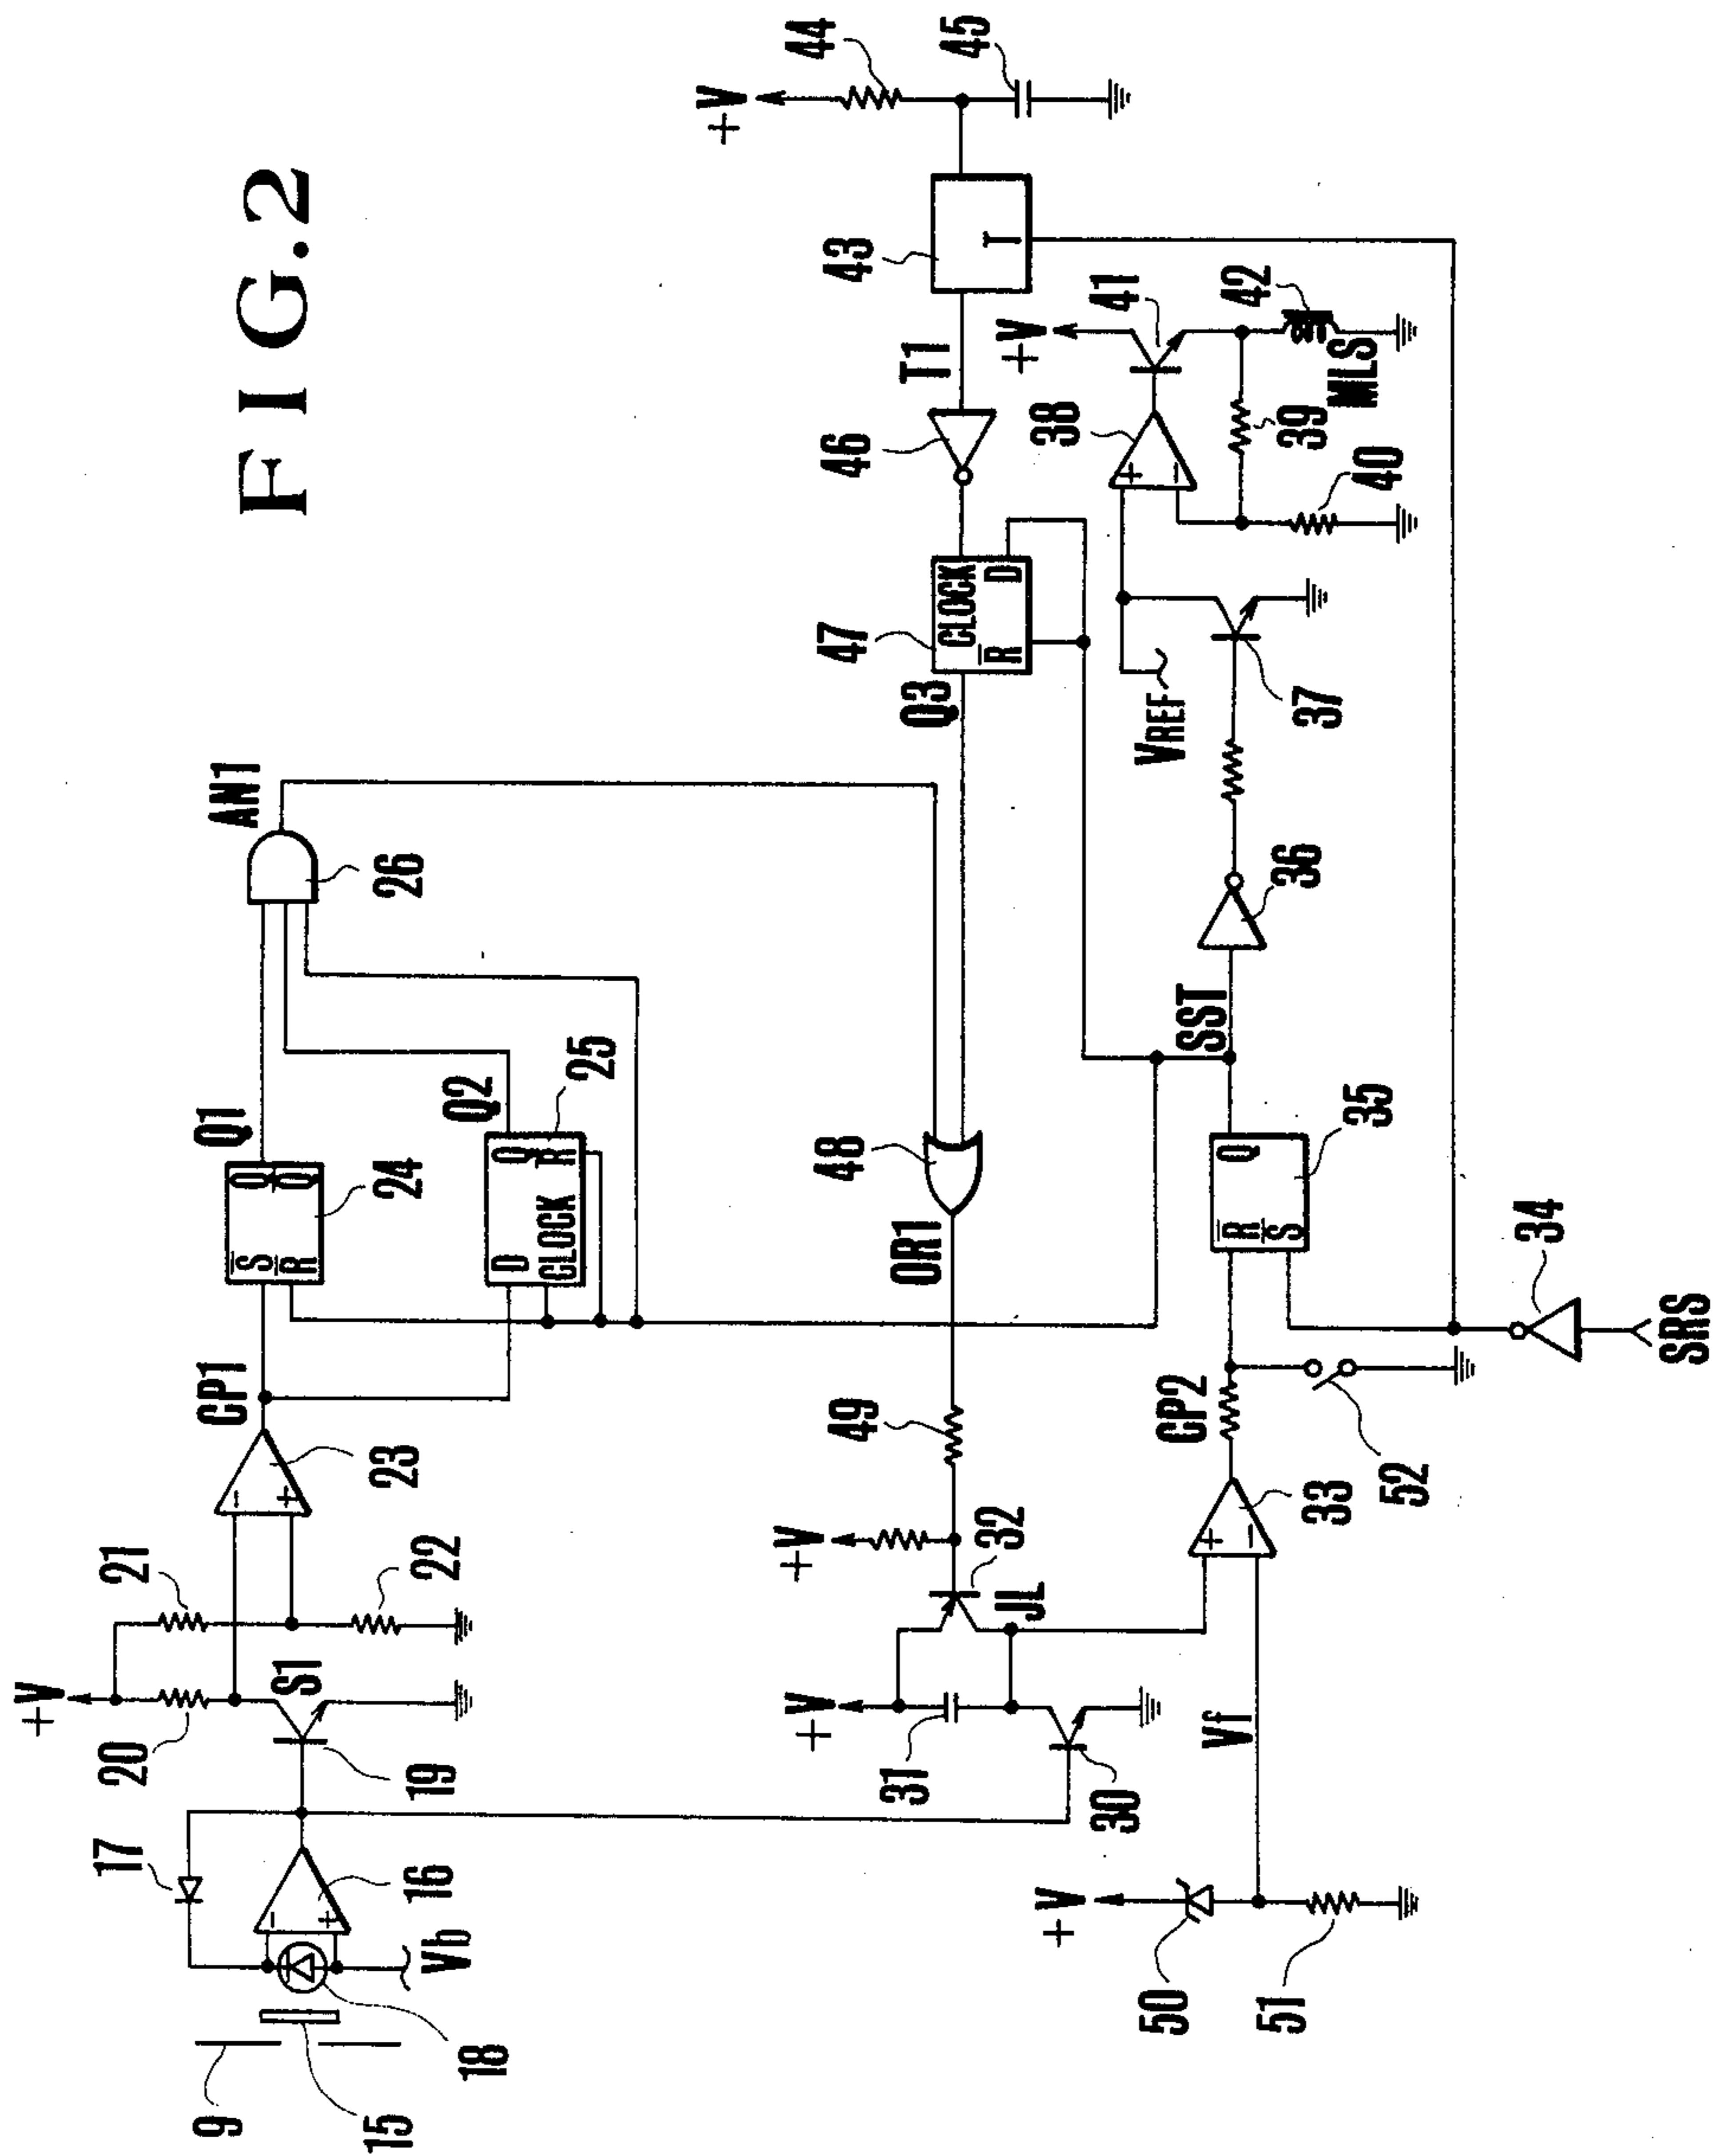 FIG.2
+V
20
21
S1
22
19
17
16
- +
Vb
18
15
9
- +
23
CP1
S̅ R̅ Q Q̅
24
Q1
D CLOCK Q R̅
25
Q2
26
AN1
+V
31
30
+V
32
JL
49
OR1
48
Q3
47
CLOCK R̅ D
46
T1
43
T
+V
44
45
+V
50
51
Vf
+ -
33
CP2
52
R̅ S̅ Q
35
34
SRS
SST
36
37
VREF
+ -
38
39
40
+V
41
42
MLS